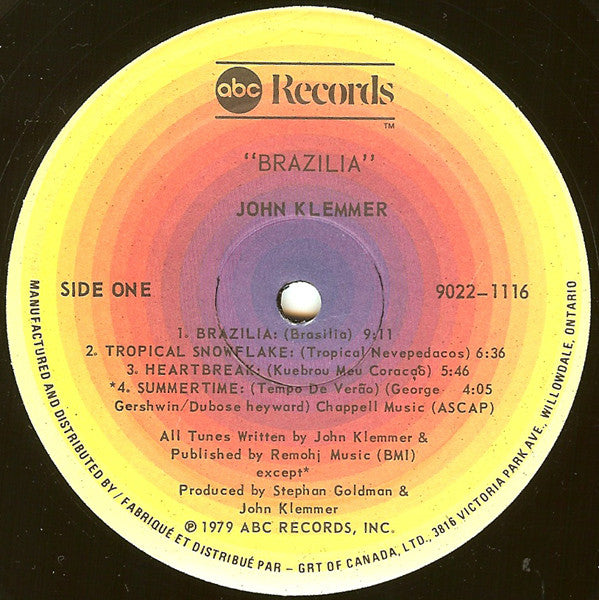 abc Records
TM
"BRAZILIA"
JOHN KLEMMER
SIDE ONE
9022-1116
1. BRAZILIA: (Brasilia) 9:11
2. TROPICAL SNOWFLAKE: (Tropical Nevepedacos) 6:36
3. HEARTBREAK: (Kuebrou Meu Coracaõ) 5:46
*4. SUMMERTIME: (Tempo De Verão) (George 4:05
Gershwin/Dubose heyward) Chappell Music (ASCAP)
All Tunes Written by John Klemmer &
Published by Remohj Music (BMI)
except*
Produced by Stephan Goldman &
John Klemmer
℗ 1979 ABC RECORDS, INC.
MANUFACTURED AND DISTRIBUTED BY / FABRIQUÉ ET DISTRIBUÉ PAR - GRT OF CANADA, LTD., 3816 VICTORIA PARK AVE., WILLOWDALE, ONTARIO